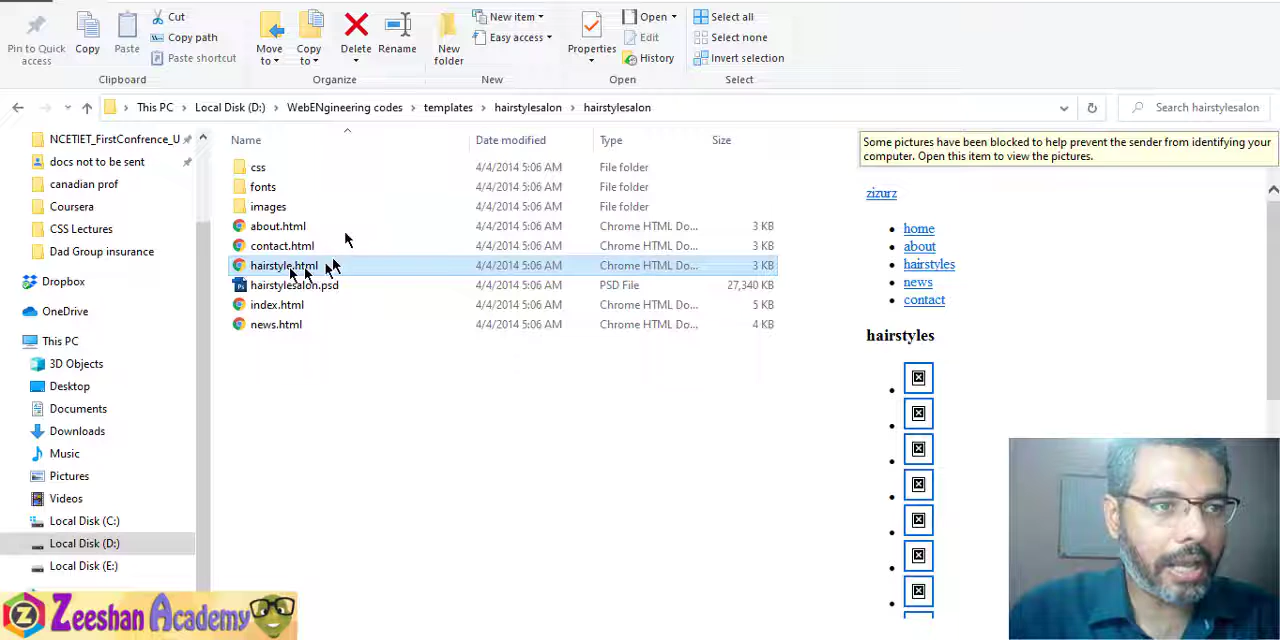 Pin to Quick access
Copy
Paste
Cut
Copy path
Paste shortcut
Clipboard
Move to
Copy to
Delete
Rename
Organize
New folder
New item
Easy access
New
Properties
Open
Edit
History
Open
Select all
Select none
Invert selection
Select
This PC > Local Disk (D:) > WebENgineering codes > templates > hairstylesalon > hairstylesalon
Search hairstylesalon
NCETIET_FirstConfrence_U
docs not to be sent
canadian prof
Coursera
CSS Lectures
Dad Group insurance
Dropbox
OneDrive
This PC
3D Objects
Desktop
Documents
Downloads
Music
Pictures
Videos
Local Disk (C:)
Local Disk (D:)
Local Disk (E:)
Name Date modified Type Size
css 4/4/2014 5:06 AM File folder
fonts 4/4/2014 5:06 AM File folder
images 4/4/2014 5:06 AM File folder
about.html 4/4/2014 5:06 AM Chrome HTML Do... 3 KB
contact.html 4/4/2014 5:06 AM Chrome HTML Do... 3 KB
hairstyle.html 4/4/2014 5:06 AM Chrome HTML Do... 3 KB
hairstylesalon.psd 4/4/2014 5:06 AM PSD File 27,340 KB
index.html 4/4/2014 5:06 AM Chrome HTML Do... 5 KB
news.html 4/4/2014 5:06 AM Chrome HTML Do... 4 KB
Some pictures have been blocked to help prevent the sender from identifying your
computer. Open this item to view the pictures.
zizurz
home
about
hairstyles
news
contact
hairstyles
Zeeshan Academy